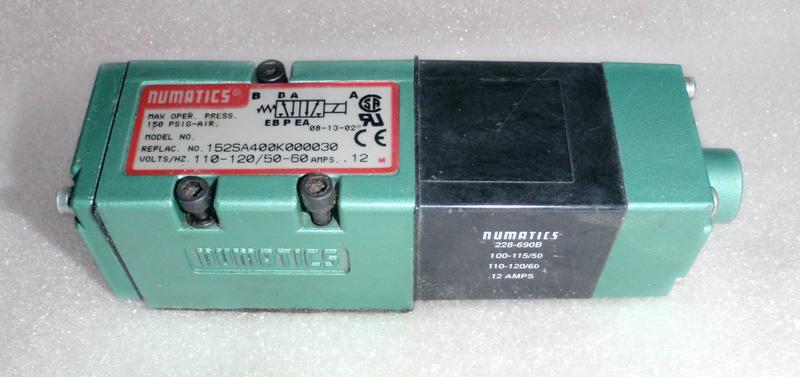 NUMATICS®
B B A A
MAX OPER. PRESS.
150 PSIG-AIR.
EB P EA
08-13-02
MODEL NO.
REPLAC. NO. 152SA400K000030
VOLTS/HZ. 110-120/50-60 AMPS. .12 M
NUMATICS
NUMATICS
228-690B
100-115/50
110-120/60
.12 AMPS